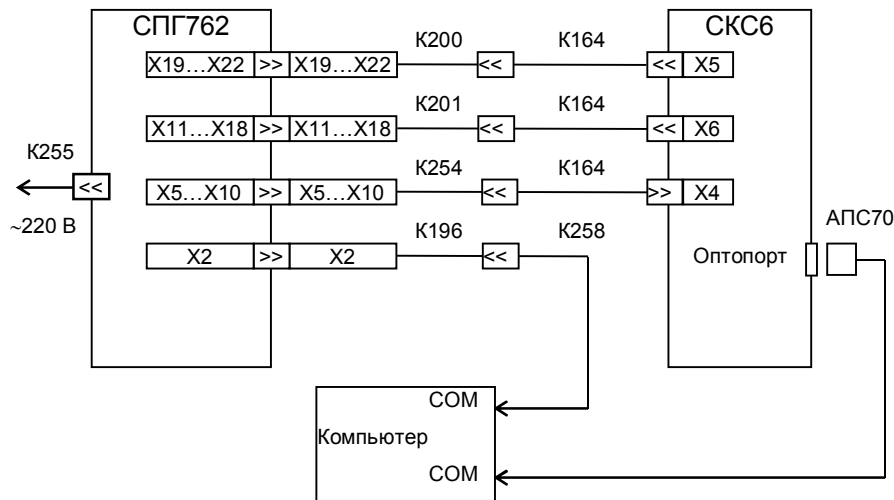 СПГ762
СКС6
К200
К164
X19...X22 >> X19...X22 << << X5
К201
К164
X11...X18 >> X11...X18 << << X6
К255
К254
К164
<< X5...X10 >> X5...X10 << >> X4
~220 В
АПС70
К196
К258
X2 >> X2 <<
Оптопорт
COM
Компьютер
COM